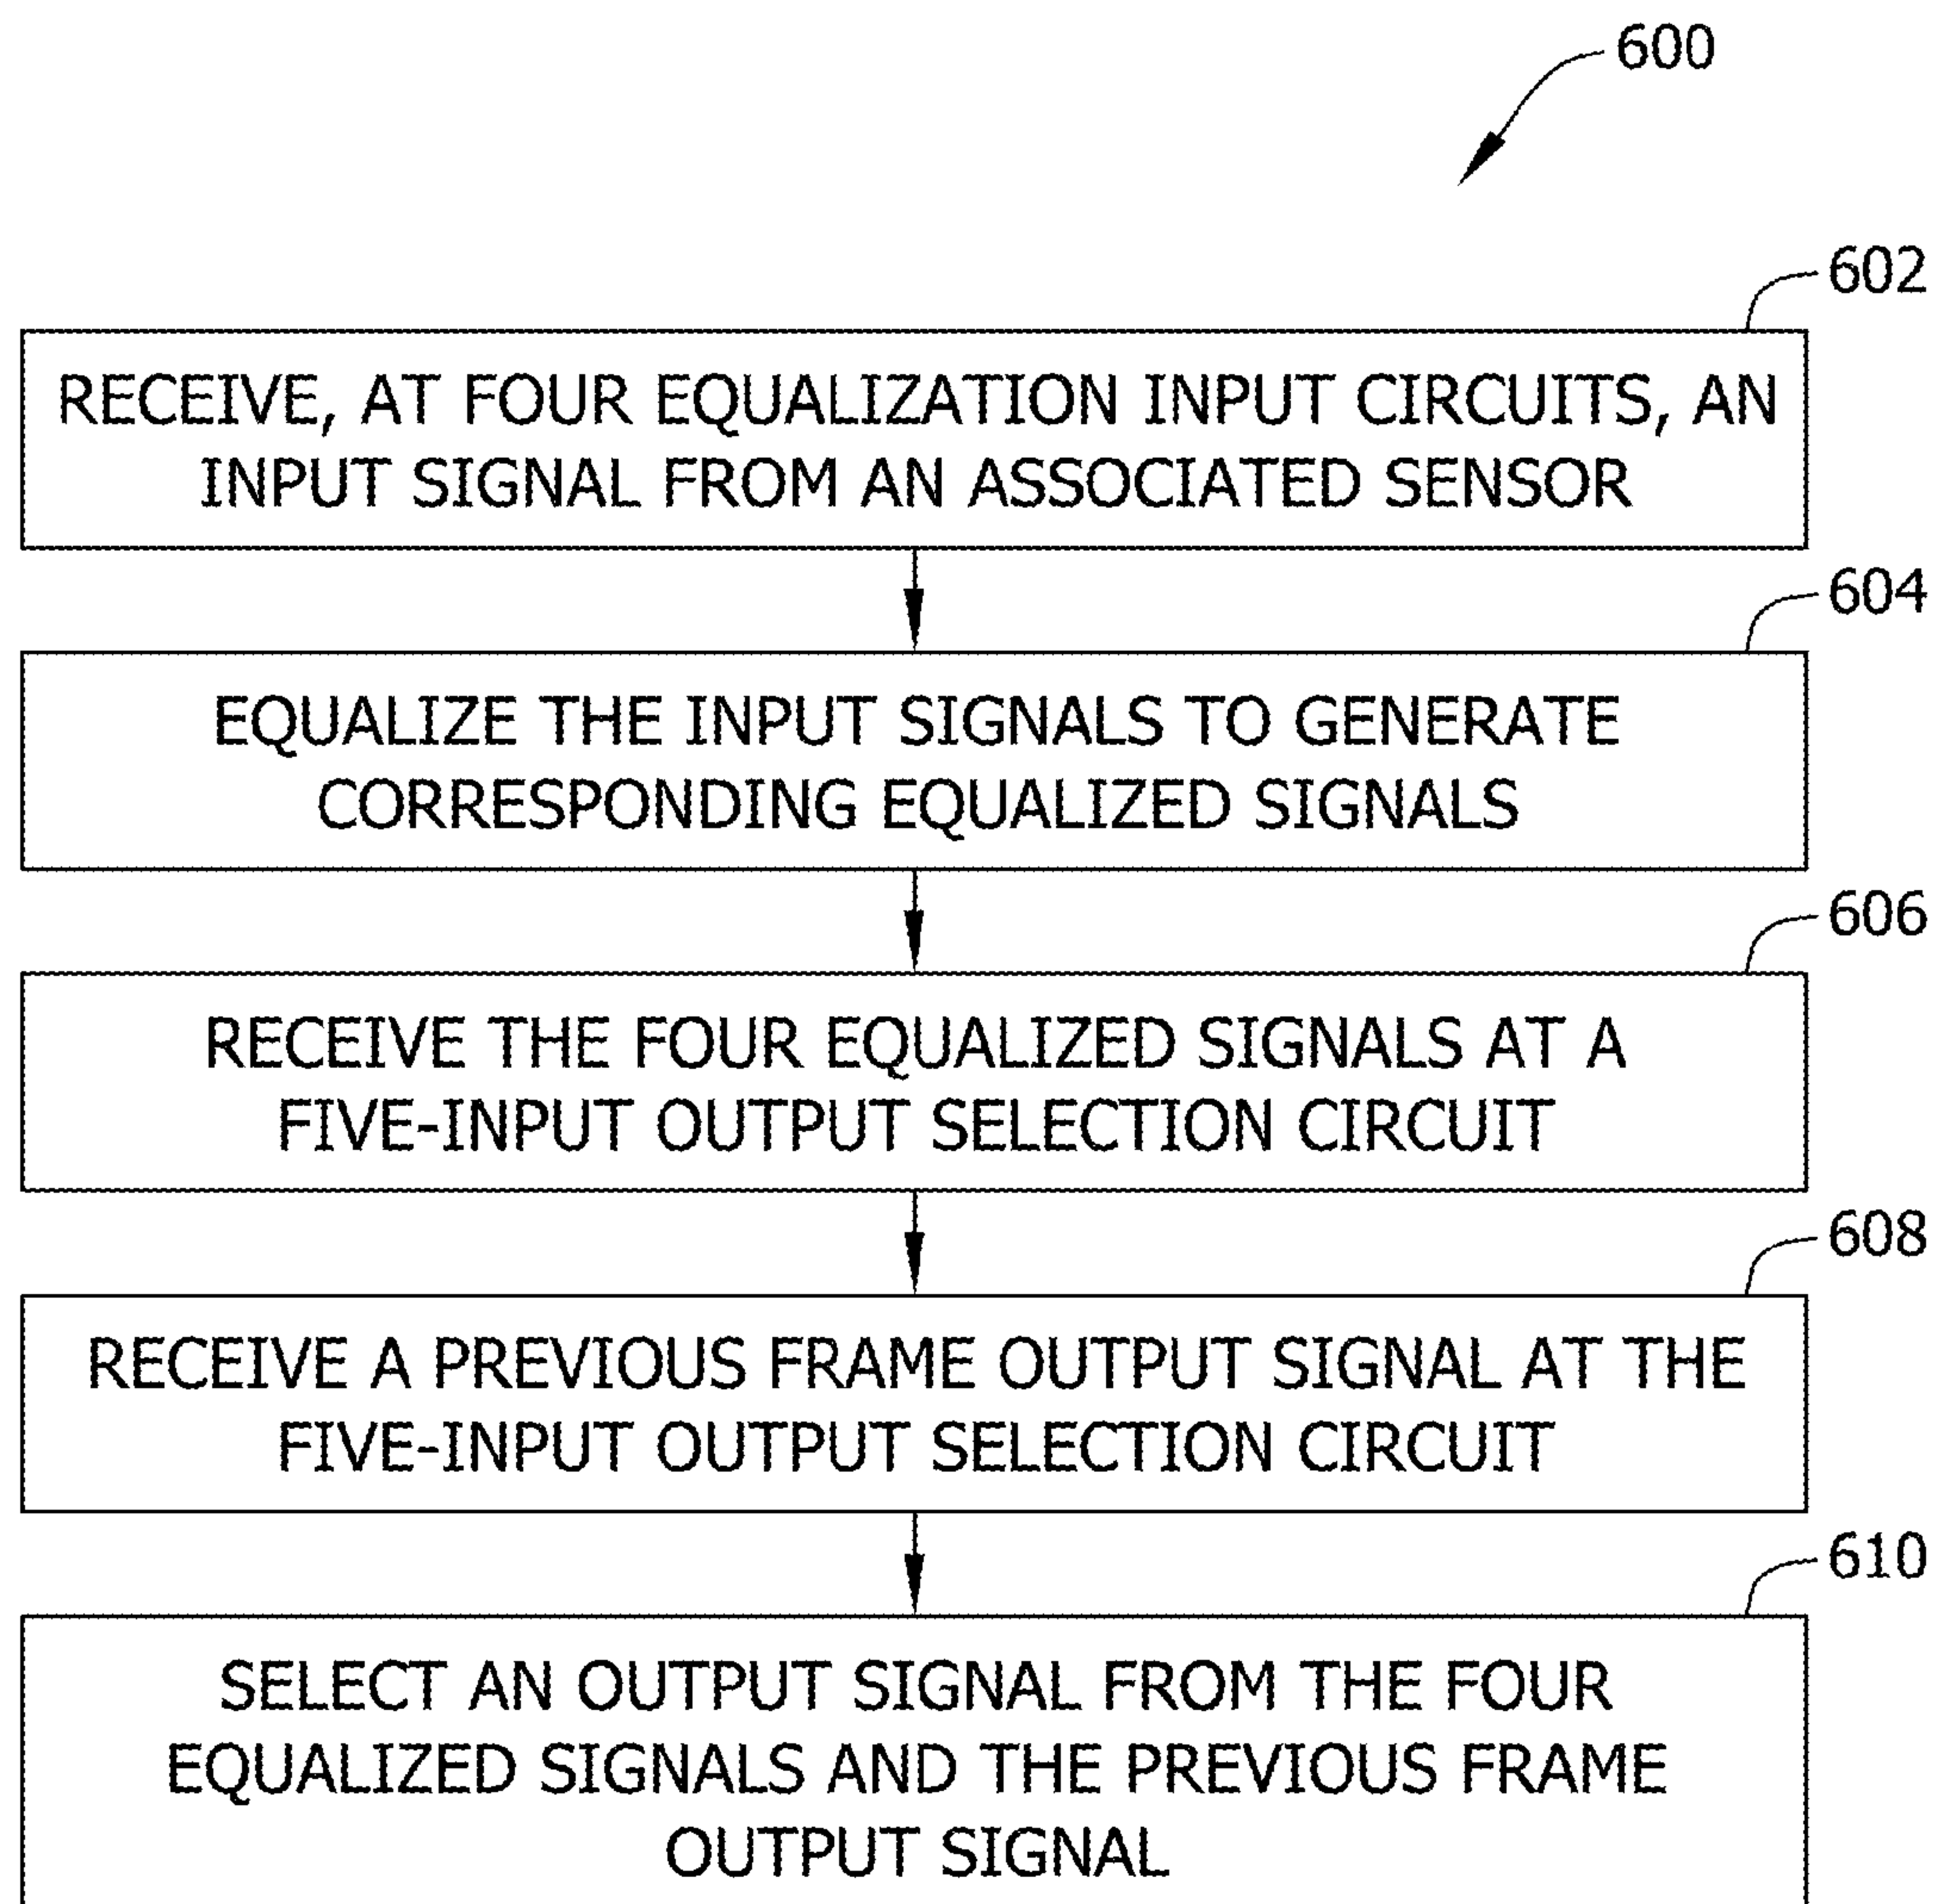 600
602
RECEIVE, AT FOUR EQUALIZATION INPUT CIRCUITS, AN
INPUT SIGNAL FROM AN ASSOCIATED SENSOR
604
EQUALIZE THE INPUT SIGNALS TO GENERATE
CORRESPONDING EQUALIZED SIGNALS
606
RECEIVE THE FOUR EQUALIZED SIGNALS AT A
FIVE-INPUT OUTPUT SELECTION CIRCUIT
608
RECEIVE A PREVIOUS FRAME OUTPUT SIGNAL AT THE
FIVE-INPUT OUTPUT SELECTION CIRCUIT
610
SELECT AN OUTPUT SIGNAL FROM THE FOUR
EQUALIZED SIGNALS AND THE PREVIOUS FRAME
OUTPUT SIGNAL